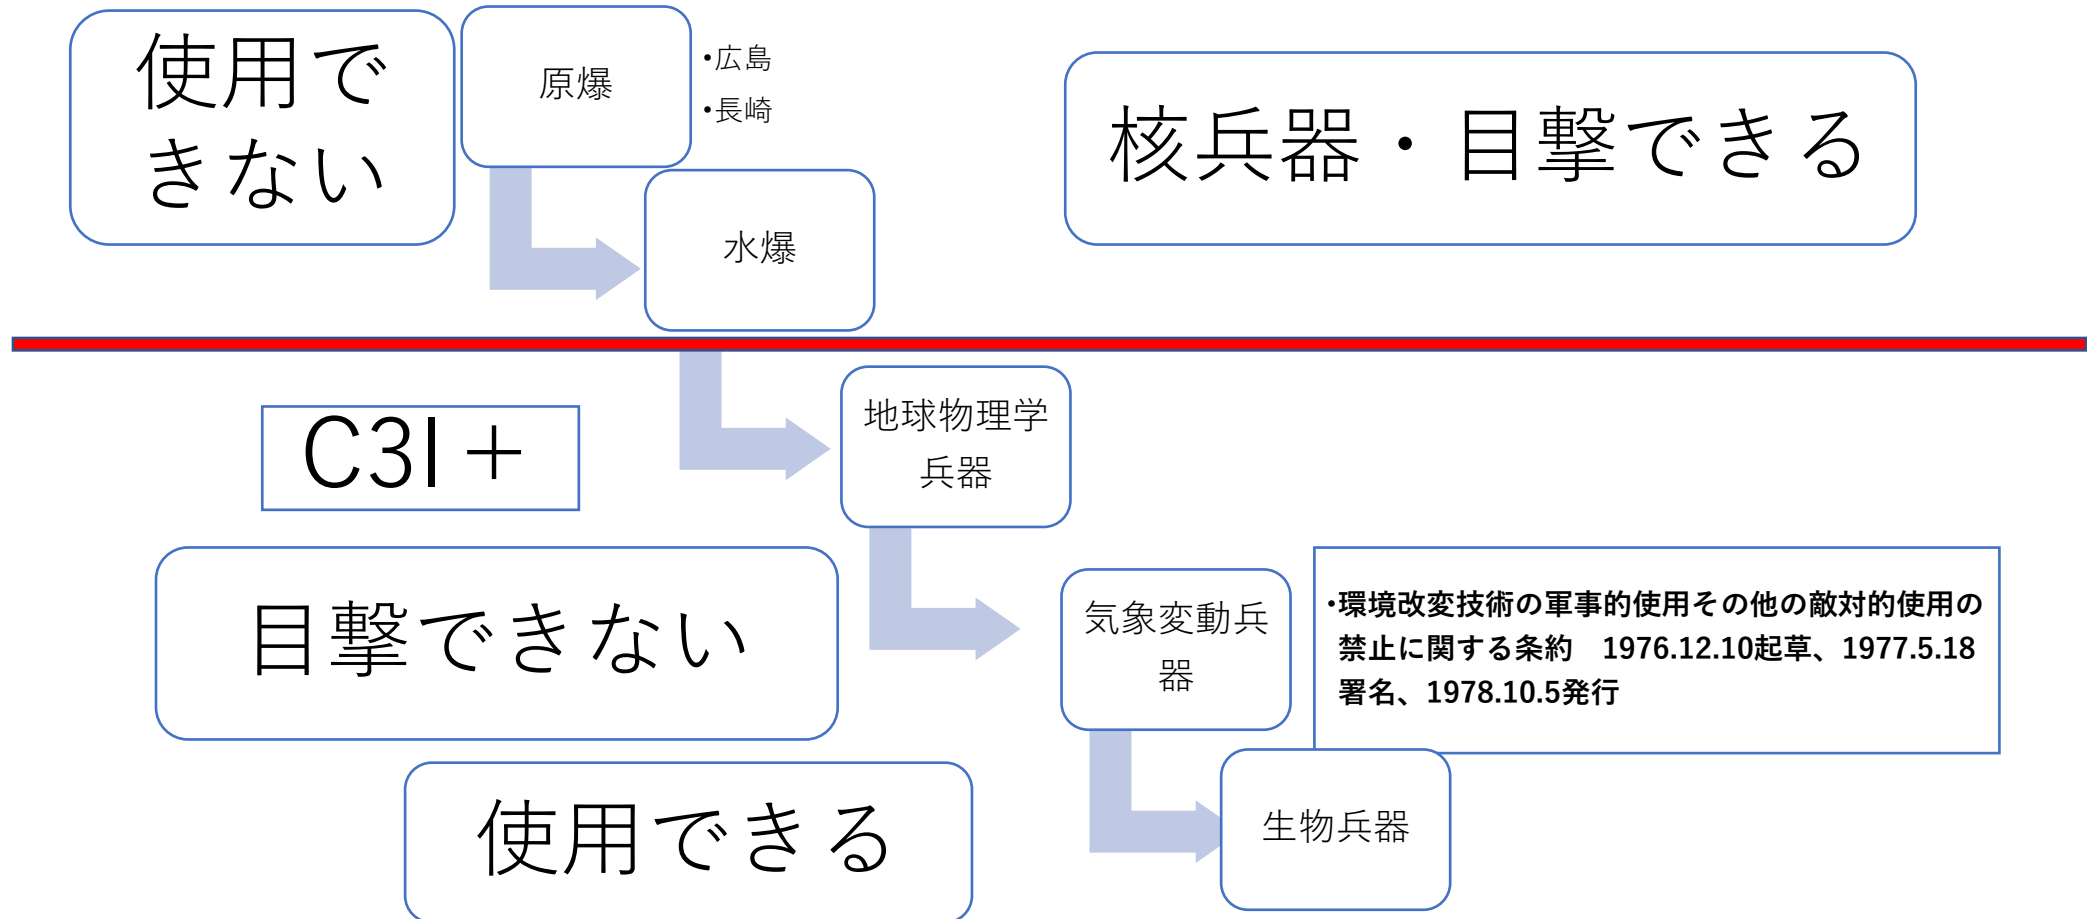 使用で
きない
原爆
•広島
•長崎
核兵器・目撃できる
水爆
C3I＋
地球物理学
兵器
目撃できない
気象変動兵
器
•環境改変技術の軍事的使用その他の敵対的使用の
禁止に関する条約　1976.12.10起草、1977.5.18
署名、1978.10.5発行
使用できる
生物兵器